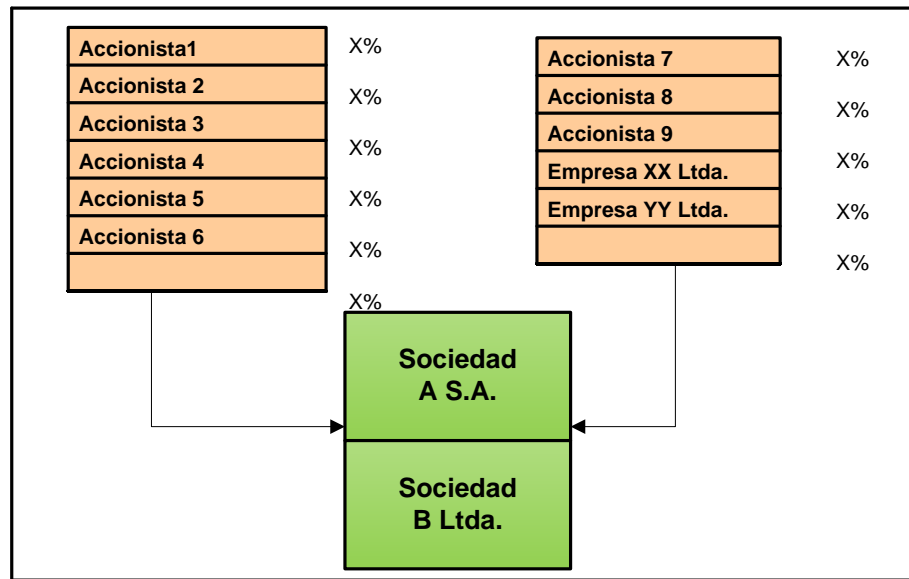 Accionista1
X%
Accionista 2
X%
Accionista 3
X%
Accionista 4
X%
Accionista 5
X%
Accionista 6
X%
Accionista 7
X%
Accionista 8
X%
Accionista 9
X%
Empresa XX Ltda.
X%
Empresa YY Ltda.
X%
Sociedad
A S.A.
Sociedad
B Ltda.